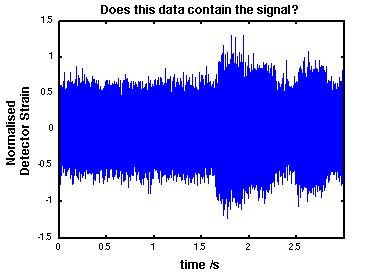 Does this data contain the signal?
1.5
1
0.5
0
-0.5
-1
-1.5
Normalised
Detector Strain
0 0.5 1 1.5 2 2.5
time /s